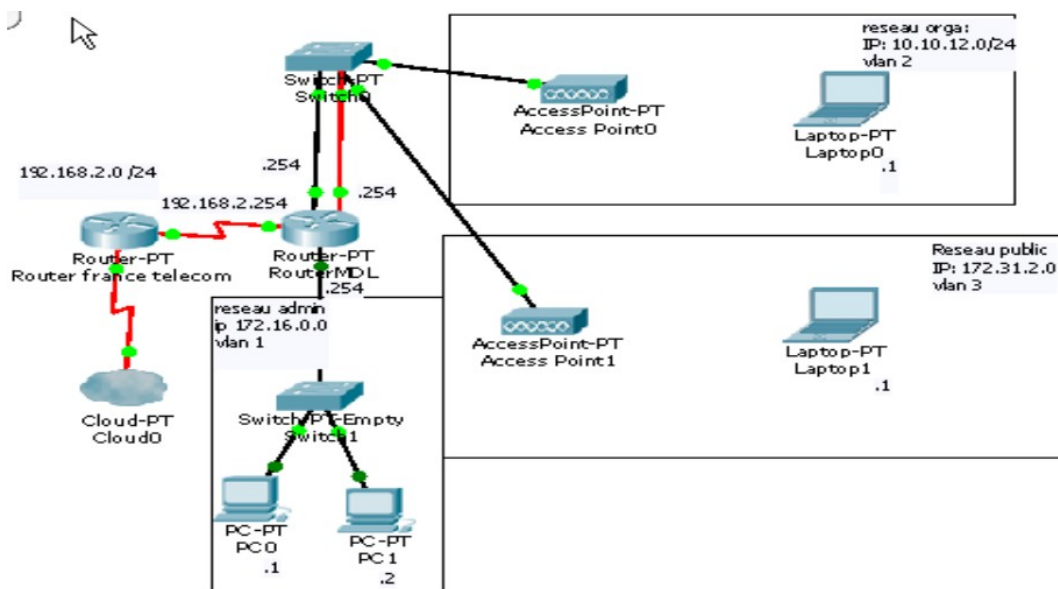 reseau orga:
IP: 10.10.12.0/24
vlan 2
Switch-PT
Switch0
AccessPoint-PT
Access Point0
Laptop-PT
Laptop0
.1
192.168.2.0 /24
.254
.254
192.168.2.254
Router-PT
Router france telecom
Router-PT
RouterMDL
.254
Reseau public
IP: 172.31.2.0
vlan 3
reseau admin
ip 172.16.0.0
vlan 1
AccessPoint-PT
Access Point1
Laptop-PT
Laptop1
.1
Cloud-PT
Cloud0
Switch-PT-Empty
Switch1
PC-PT
PC0
.1
PC-PT
PC1
.2